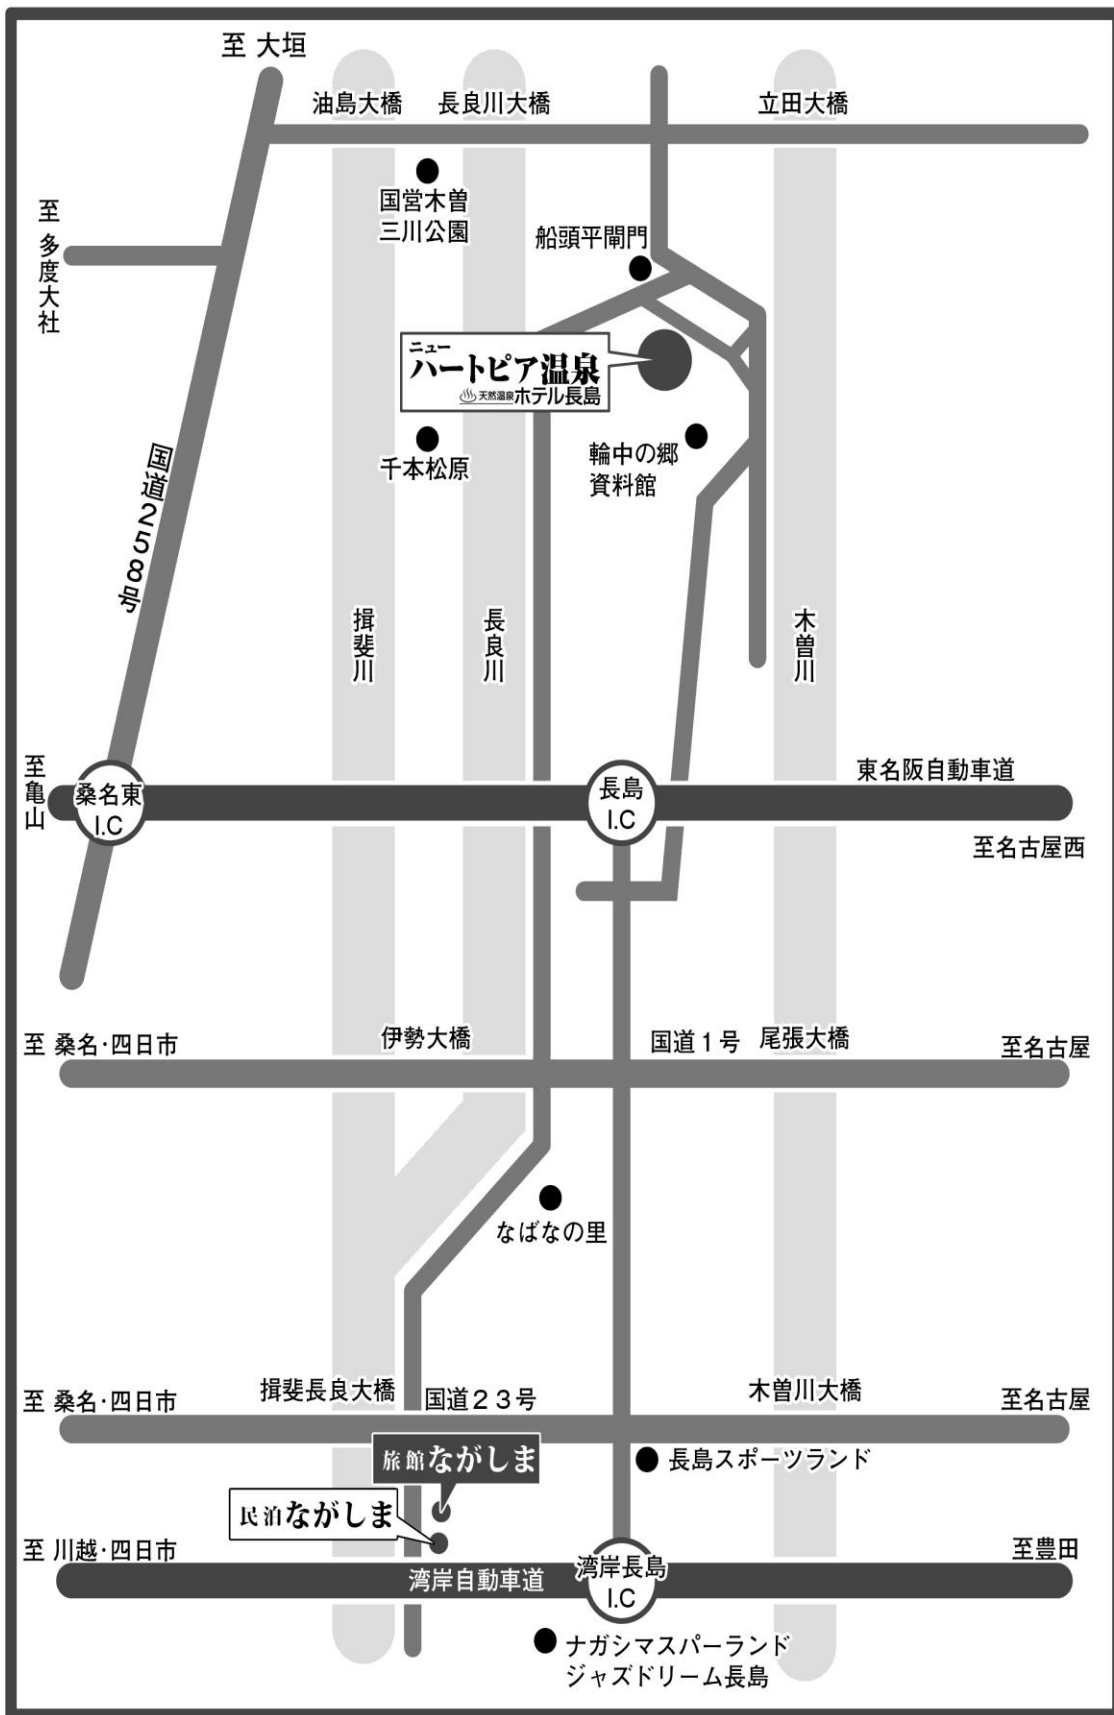 至 大垣
油島大橋
長良川大橋
立田大橋
国営木曽
三川公園
至 多度大社
船頭平閘門
ニュー
ハートピア温泉
天然温泉ホテル長島
千本松原
輪中の郷
資料館
国道258号
揖斐川
長良川
木曽川
至亀山
桑名東
I.C
長島
I.C
東名阪自動車道
至名古屋西
至 桑名・四日市
伊勢大橋
国道1号
尾張大橋
至名古屋
なばなの里
至 桑名・四日市
揖斐長良大橋
国道23号
木曽川大橋
至名古屋
旅館ながしま
長島スポーツランド
民泊ながしま
至 川越・四日市
湾岸自動車道
湾岸長島
I.C
至豊田
ナガシマスパーランド
ジャズドリーム長島